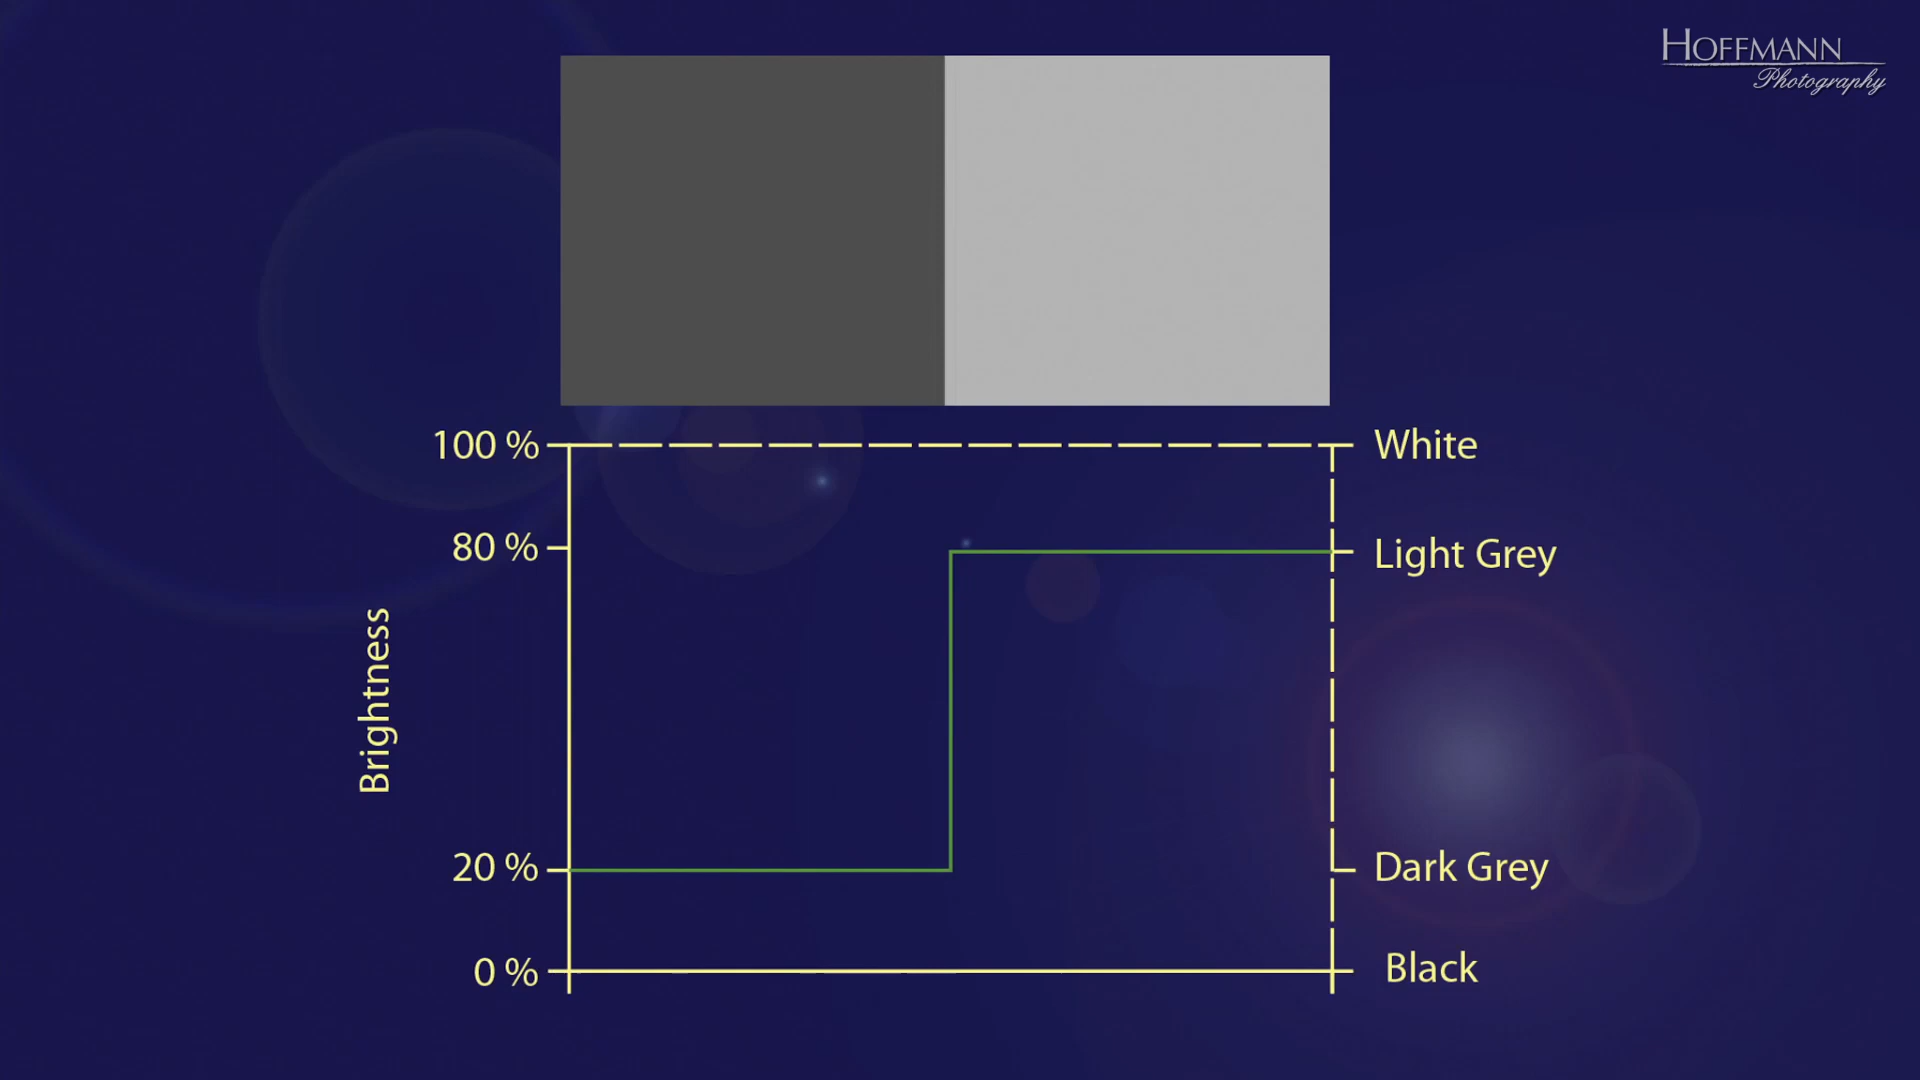 HOFFMANN
Photography
100 %
White
80 %
Light Grey
Brightness
20 %
Dark Grey
0 %
Black